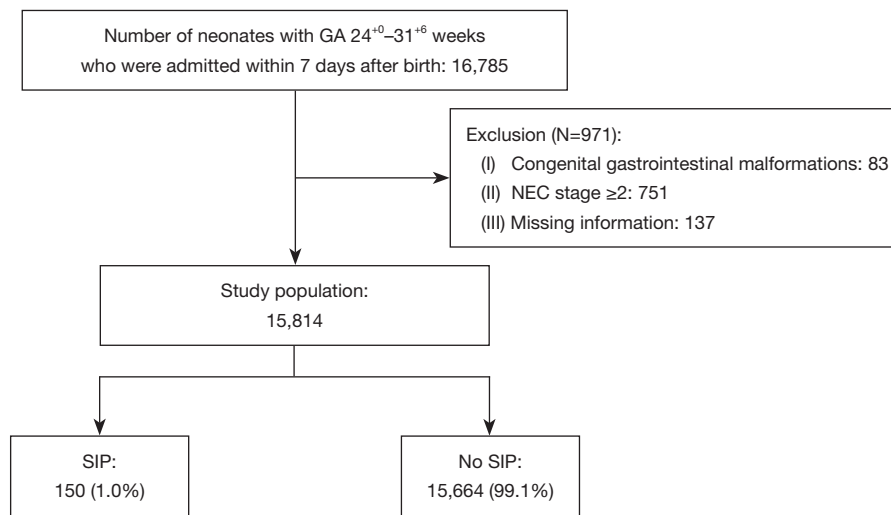 Number of neonates with GA 24⁺⁰–31⁺⁶ weeks
who were admitted within 7 days after birth: 16,785
Exclusion (N=971):
(I) Congenital gastrointestinal malformations: 83
(II) NEC stage ≥2: 751
(III) Missing information: 137
Study population:
15,814
SIP:
150 (1.0%)
No SIP:
15,664 (99.1%)